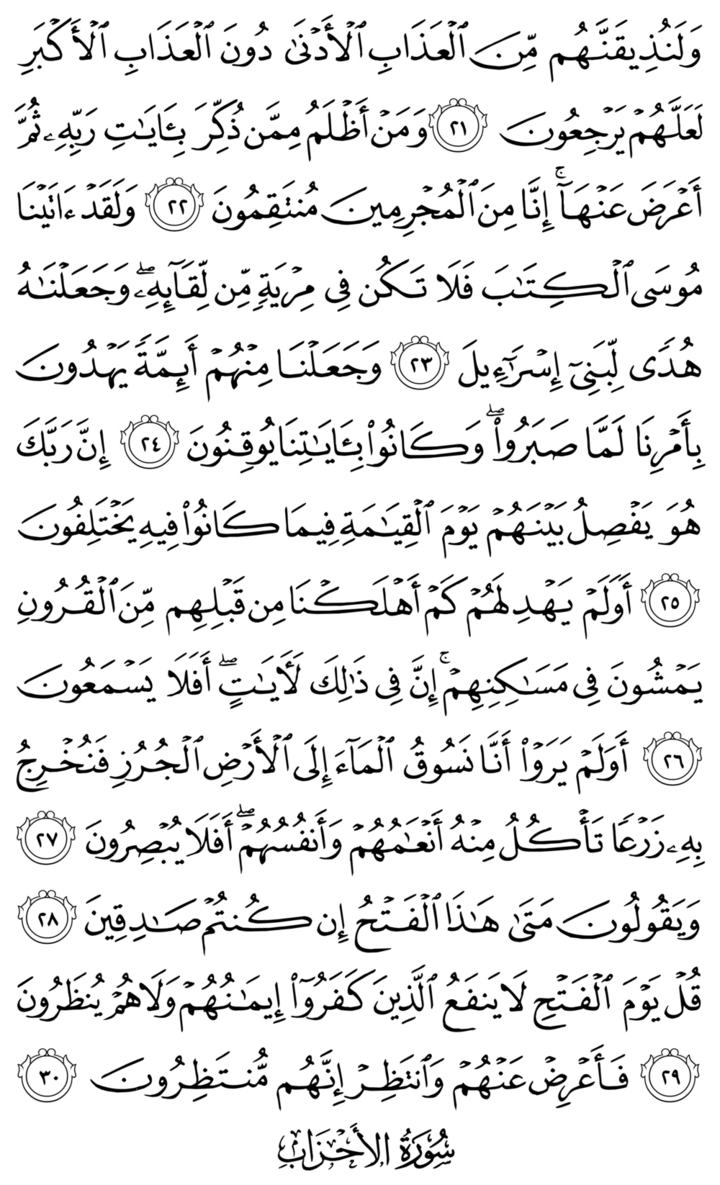 وَلَنُذِيقَنَّهُم مِّنَ ٱلْعَذَابِ ٱلْأَدْنَىٰ دُونَ ٱلْعَذَابِ ٱلْأَكْبَرِ
لَعَلَّهُمْ يَرْجِعُونَ ٢١ وَمَنْ أَظْلَمُ مِمَّن ذُكِّرَ بِـَٔايَـٰتِ رَبِّهِۦ ثُمَّ
أَعْرَضَ عَنْهَآ ۚ إِنَّا مِنَ ٱلْمُجْرِمِينَ مُنتَقِمُونَ ٢٢ وَلَقَدْ ءَاتَيْنَا
مُوسَى ٱلْكِتَـٰبَ فَلَا تَكُن فِى مِرْيَةٍ مِّن لِّقَآئِهِۦ ۖ وَجَعَلْنَـٰهُ
هُدًى لِّبَنِىٓ إِسْرَٰٓءِيلَ ٢٣ وَجَعَلْنَا مِنْهُمْ أَئِمَّةً يَهْدُونَ
بِأَمْرِنَا لَمَّا صَبَرُوا۟ ۖ وَكَانُوا۟ بِـَٔايَـٰتِنَا يُوقِنُونَ ٢٤ إِنَّ رَبَّكَ
هُوَ يَفْصِلُ بَيْنَهُمْ يَوْمَ ٱلْقِيَـٰمَةِ فِيمَا كَانُوا۟ فِيهِ يَخْتَلِفُونَ
٢٥ أَوَلَمْ يَهْدِ لَهُمْ كَمْ أَهْلَكْنَا مِن قَبْلِهِم مِّنَ ٱلْقُرُونِ
يَمْشُونَ فِى مَسَـٰكِنِهِمْ ۚ إِنَّ فِى ذَٰلِكَ لَـَٔايَـٰتٍ ۖ أَفَلَا يَسْمَعُونَ
٢٦ أَوَلَمْ يَرَوْا۟ أَنَّا نَسُوقُ ٱلْمَآءَ إِلَى ٱلْأَرْضِ ٱلْجُرُزِ فَنُخْرِجُ
بِهِۦ زَرْعًا تَأْكُلُ مِنْهُ أَنْعَـٰمُهُمْ وَأَنفُسُهُمْ ۖ أَفَلَا يُبْصِرُونَ ٢٧
وَيَقُولُونَ مَتَىٰ هَـٰذَا ٱلْفَتْحُ إِن كُنتُمْ صَـٰدِقِينَ ٢٨
قُلْ يَوْمَ ٱلْفَتْحِ لَا يَنفَعُ ٱلَّذِينَ كَفَرُوٓا۟ إِيمَـٰنُهُمْ وَلَا هُمْ يُنظَرُونَ
٢٩ فَأَعْرِضْ عَنْهُمْ وَٱنتَظِرْ إِنَّهُم مُّنتَظِرُونَ ٣٠
سُورَةُ الأَحْزَابِ